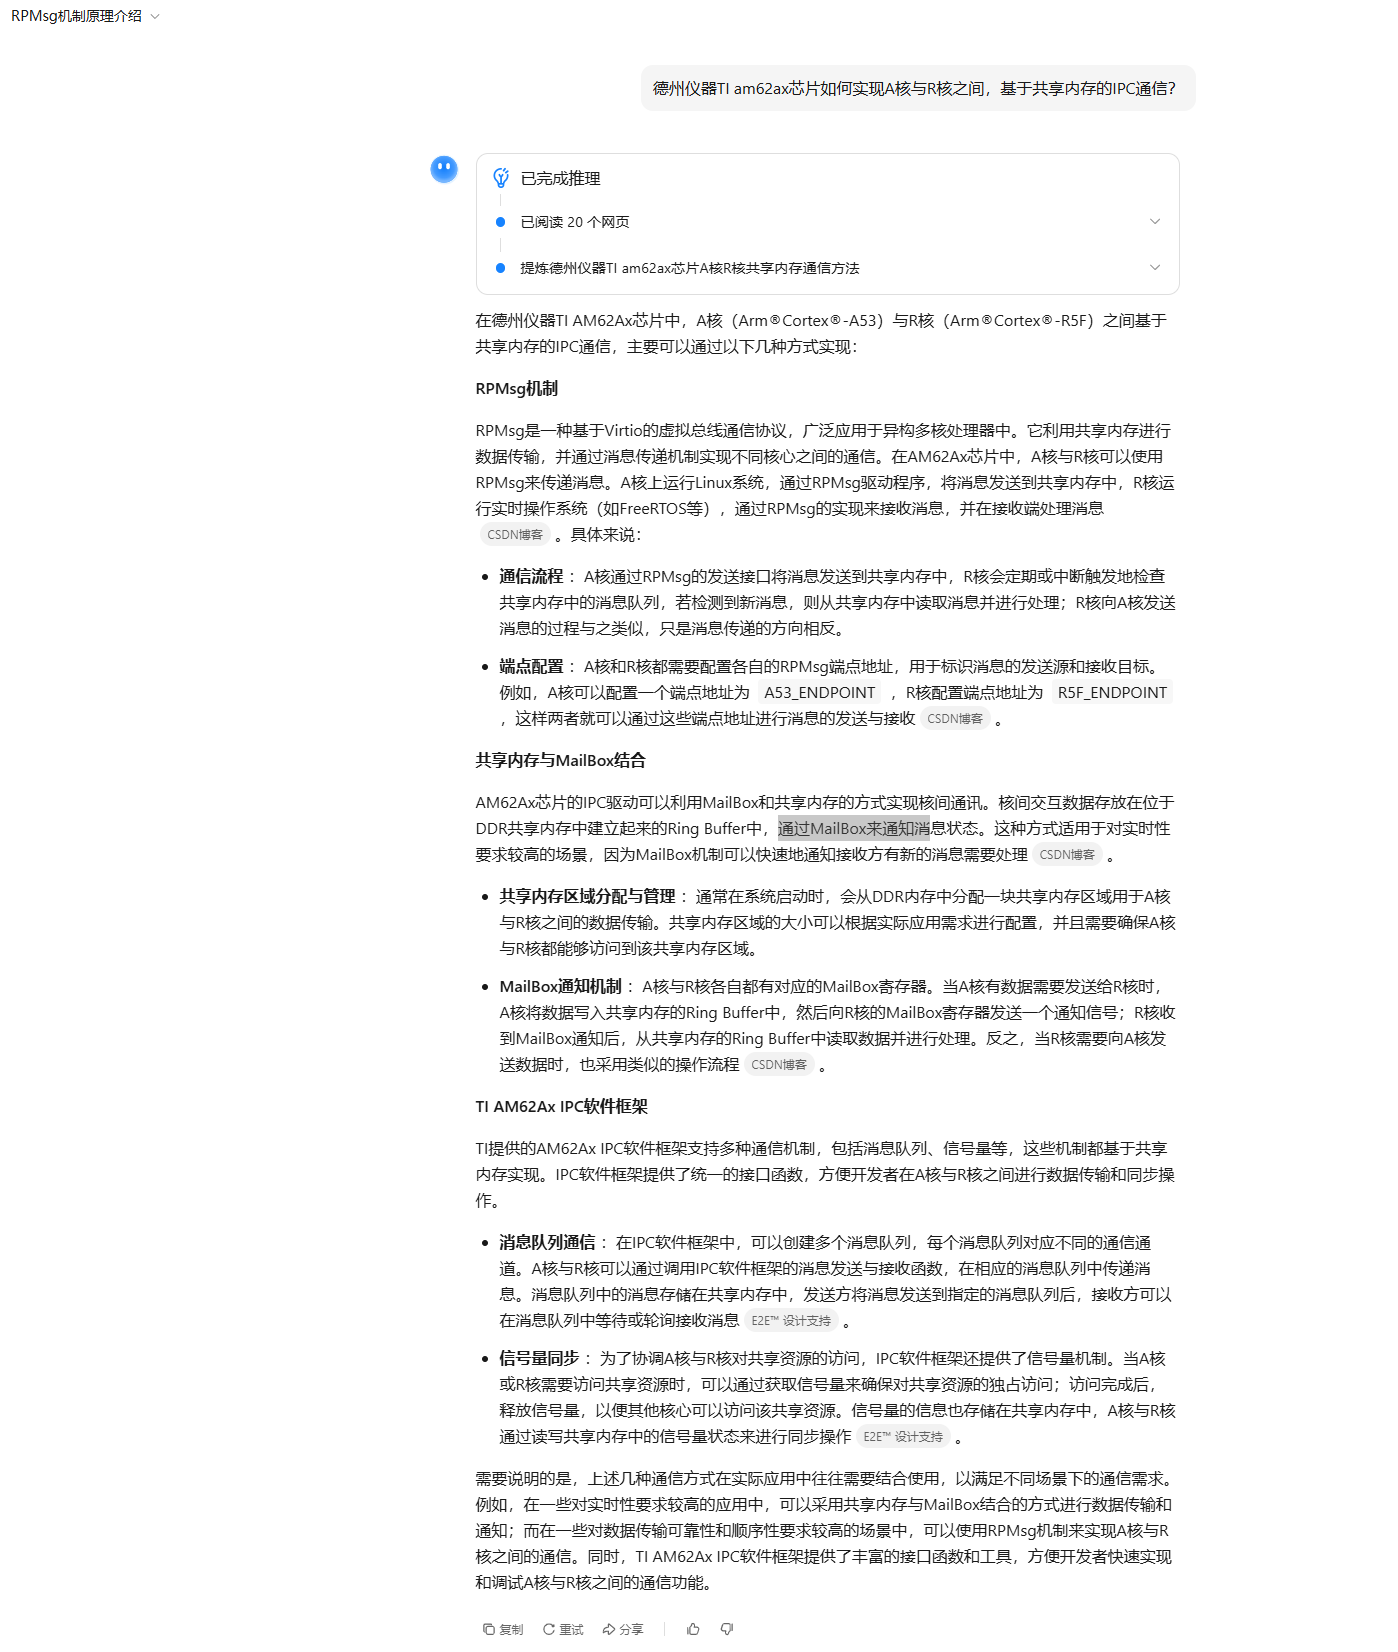 RPMsg机制原理介绍
德州仪器TI am62ax芯片如何实现A核与R核之间，基于共享内存的IPC通信？
已完成推理
已阅读 20 个网页
提炼德州仪器TI am62ax芯片A核R核共享内存通信方法
在德州仪器TI AM62Ax芯片中，A核（Arm®Cortex®-A53）与R核（Arm®Cortex®-R5F）之间基于
共享内存的IPC通信，主要可以通过以下几种方式实现：
RPMsg机制
RPMsg是一种基于Virtio的虚拟总线通信协议，广泛应用于异构多核处理器中。它利用共享内存进行
数据传输，并通过消息传递机制实现不同核心之间的通信。在AM62Ax芯片中，A核与R核可以使用
RPMsg来传递消息。A核上运行Linux系统，通过RPMsg驱动程序，将消息发送到共享内存中，R核运
行实时操作系统（如FreeRTOS等），通过RPMsg的实现来接收消息，并在接收端处理消息
CSDN博客 。具体来说：
• 通信流程 ：A核通过RPMsg的发送接口将消息发送到共享内存中，R核会定期或中断触发地检查
共享内存中的消息队列，若检测到新消息，则从共享内存中读取消息并进行处理；R核向A核发送
消息的过程与之类似，只是消息传递的方向相反。
• 端点配置 ：A核和R核都需要配置各自的RPMsg端点地址，用于标识消息的发送源和接收目标。
例如，A核可以配置一个端点地址为 A53_ENDPOINT ，R核配置端点地址为 R5F_ENDPOINT
，这样两者就可以通过这些端点地址进行消息的发送与接收 CSDN博客 。
共享内存与MailBox结合
AM62Ax芯片的IPC驱动可以利用MailBox和共享内存的方式实现核间通讯。核间交互数据存放在位于
DDR共享内存中建立起来的Ring Buffer中，通过MailBox来通知消息状态。这种方式适用于对实时性
要求较高的场景，因为MailBox机制可以快速地通知接收方有新的消息需要处理 CSDN博客 。
• 共享内存区域分配与管理 ：通常在系统启动时，会从DDR内存中分配一块共享内存区域用于A核
与R核之间的数据传输。共享内存区域的大小可以根据实际应用需求进行配置，并且需要确保A核
与R核都能够访问到该共享内存区域。
• MailBox通知机制 ：A核与R核各自都有对应的MailBox寄存器。当A核有数据需要发送给R核时，
A核将数据写入共享内存的Ring Buffer中，然后向R核的MailBox寄存器发送一个通知信号；R核收
到MailBox通知后，从共享内存的Ring Buffer中读取数据并进行处理。反之，当R核需要向A核发
送数据时，也采用类似的操作流程 CSDN博客 。
TI AM62Ax IPC软件框架
TI提供的AM62Ax IPC软件框架支持多种通信机制，包括消息队列、信号量等，这些机制都基于共享
内存实现。IPC软件框架提供了统一的接口函数，方便开发者在A核与R核之间进行数据传输和同步操
作。
• 消息队列通信 ：在IPC软件框架中，可以创建多个消息队列，每个消息队列对应不同的通信通
道。A核与R核可以通过调用IPC软件框架的消息发送与接收函数，在相应的消息队列中传递消
息。消息队列中的消息存储在共享内存中，发送方将消息发送到指定的消息队列后，接收方可以
在消息队列中等待或轮询接收消息 E2E™ 设计支持 。
• 信号量同步 ：为了协调A核与R核对共享资源的访问，IPC软件框架还提供了信号量机制。当A核
或R核需要访问共享资源时，可以通过获取信号量来确保对共享资源的独占访问；访问完成后，
释放信号量，以便其他核心可以访问该共享资源。信号量的信息也存储在共享内存中，A核与R核
通过读写共享内存中的信号量状态来进行同步操作 E2E™ 设计支持 。
需要说明的是，上述几种通信方式在实际应用中往往需要结合使用，以满足不同场景下的通信需求。
例如，在一些对实时性要求较高的应用中，可以采用共享内存与MailBox结合的方式进行数据传输和
通知；而在一些对数据传输可靠性和顺序性要求较高的场景中，可以使用RPMsg机制来实现A核与R
核之间的通信。同时，TI AM62Ax IPC软件框架提供了丰富的接口函数和工具，方便开发者快速实现
和调试A核与R核之间的通信功能。
复制 重试 分享